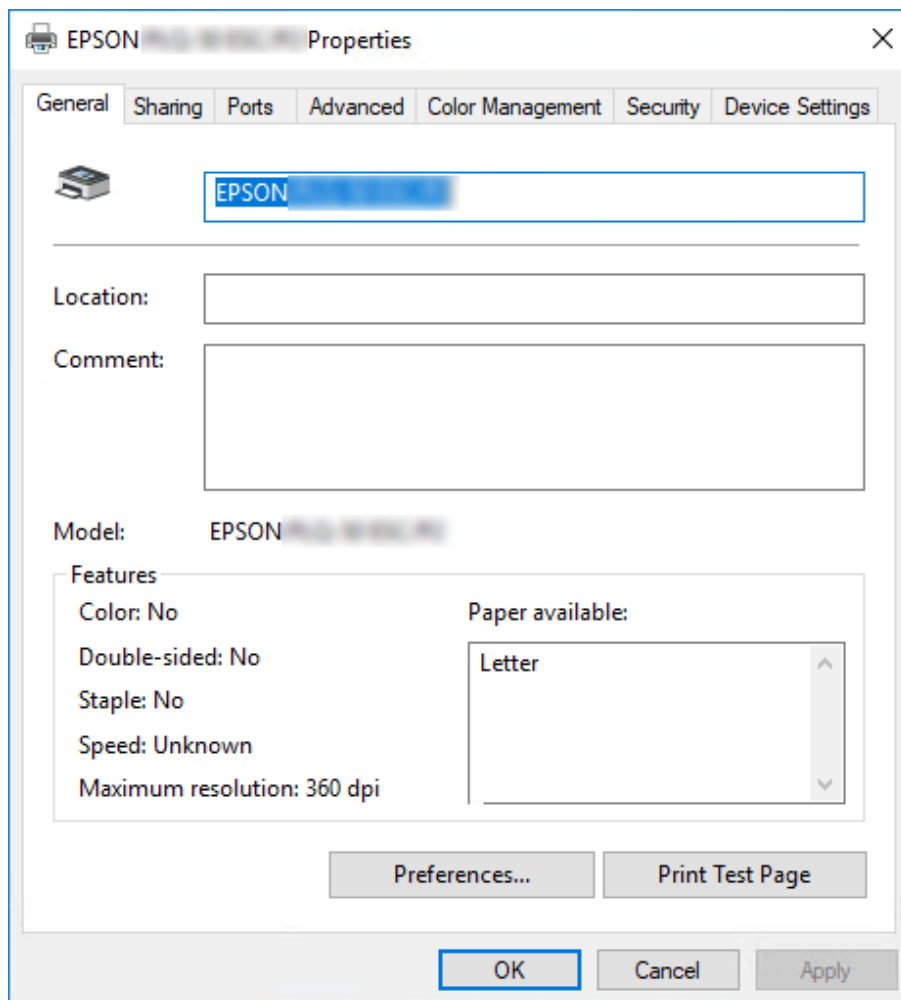 EPSON Properties
General Sharing Ports Advanced Color Management Security Device Settings
EPSON
Location:
Comment:
Model: EPSON
Features
Color: No
Paper available:
Double-sided: No
Letter
Staple: No
Speed: Unknown
Maximum resolution: 360 dpi
Preferences... Print Test Page
OK Cancel Apply